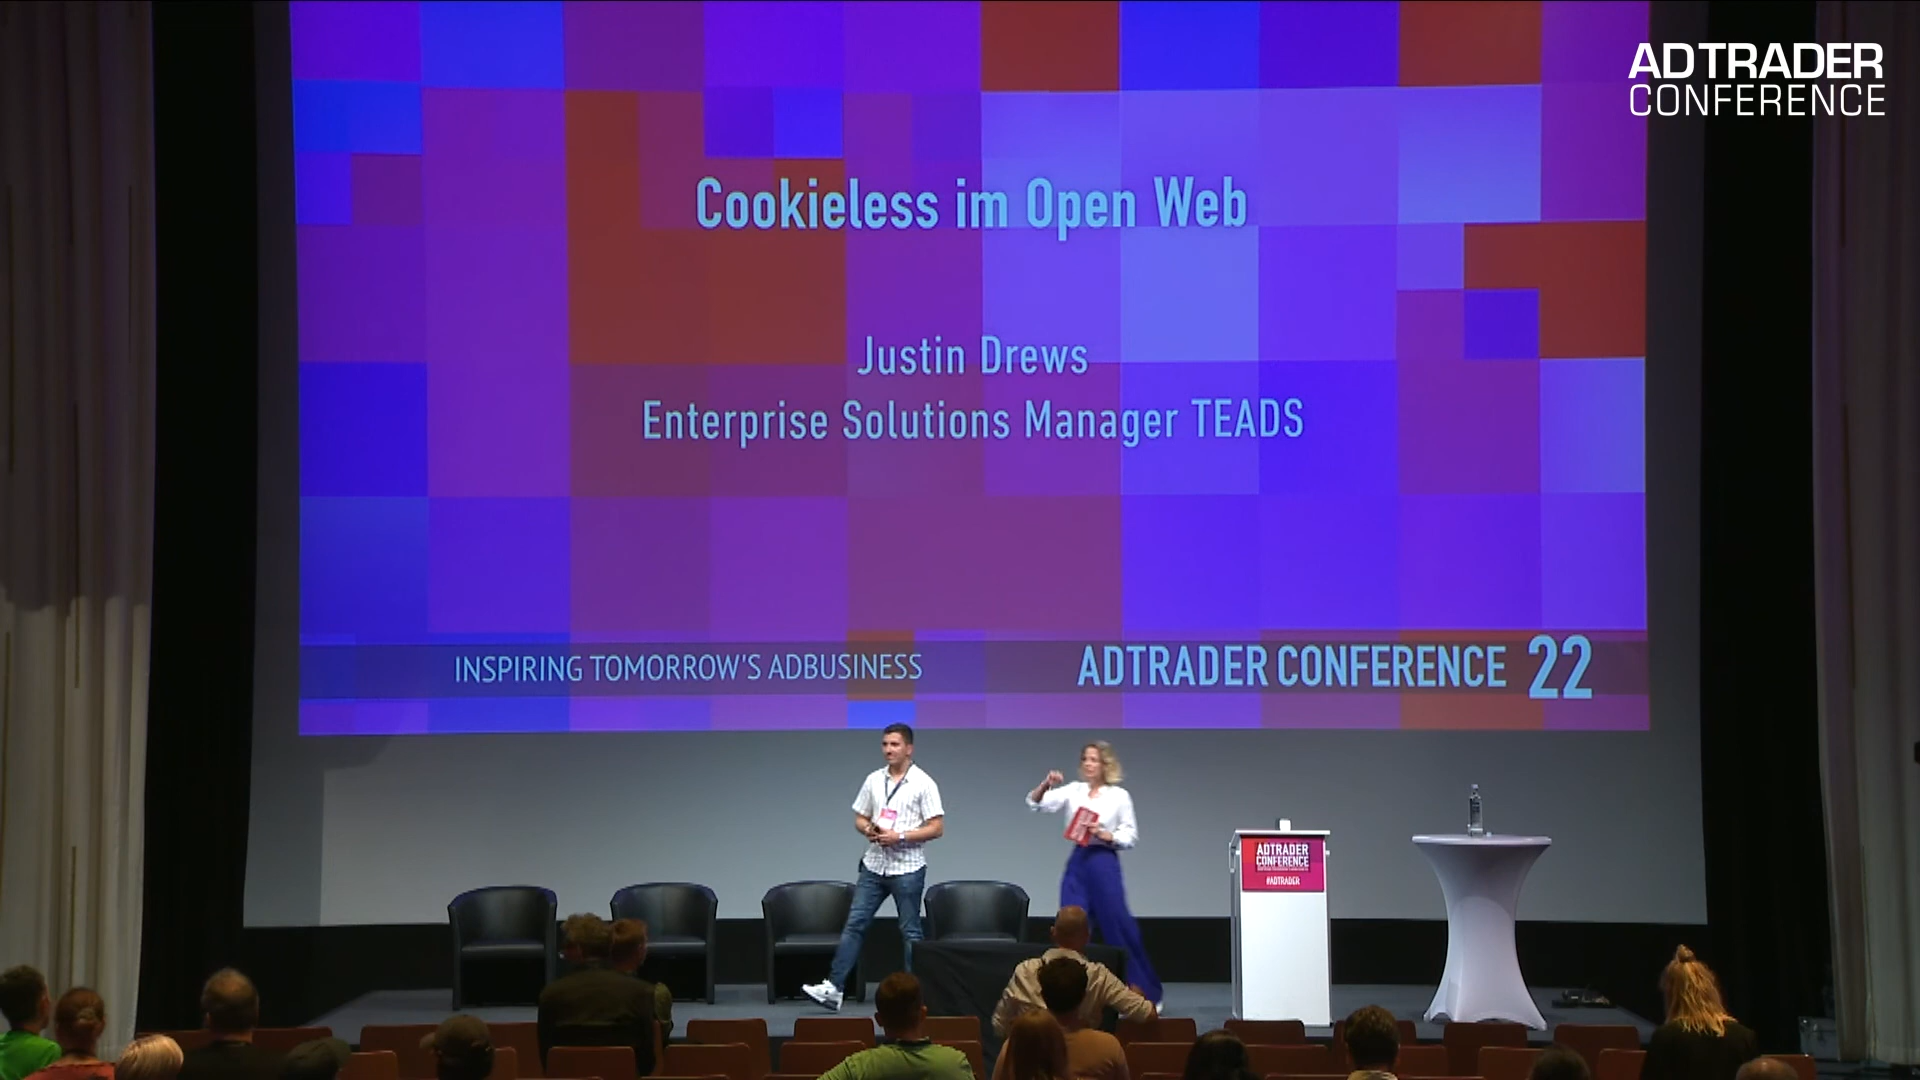 ADTRADER
CONFERENCE
Cookieless im Open Web
Justin Drews
Enterprise Solutions Manager TEADS
INSPIRING TOMORROW'S ADBUSINESS
ADTRADER CONFERENCE 22
ADTRADER
CONFERENCE
#ADTRADER